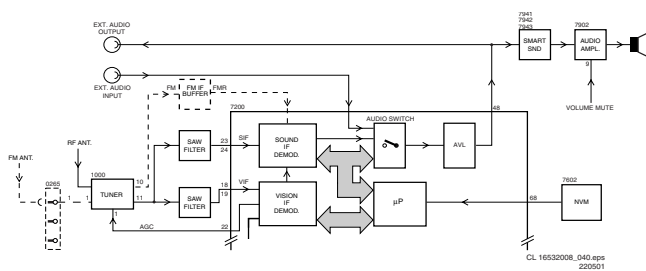 EXT. AUDIO
OUTPUT
7941
7942
7943
7902
SMART
SND
AUDIO
AMPL.
9
EXT. AUDIO
INPUT
FM
FM IF
BUFFER
FMR
VOLUME MUTE
7200
48
AUDIO SWITCH
RF ANT.
SAW
FILTER
23
24
SIF
SOUND
IF
DEMOD.
AVL
FM ANT.
1000
0265
TUNER
10
11
1
1
1
SAW
FILTER
18
19
VIF
VISION
IF
DEMOD.
µP
68
7602
NVM
AGC
22
CL 16532008_040.eps
220501